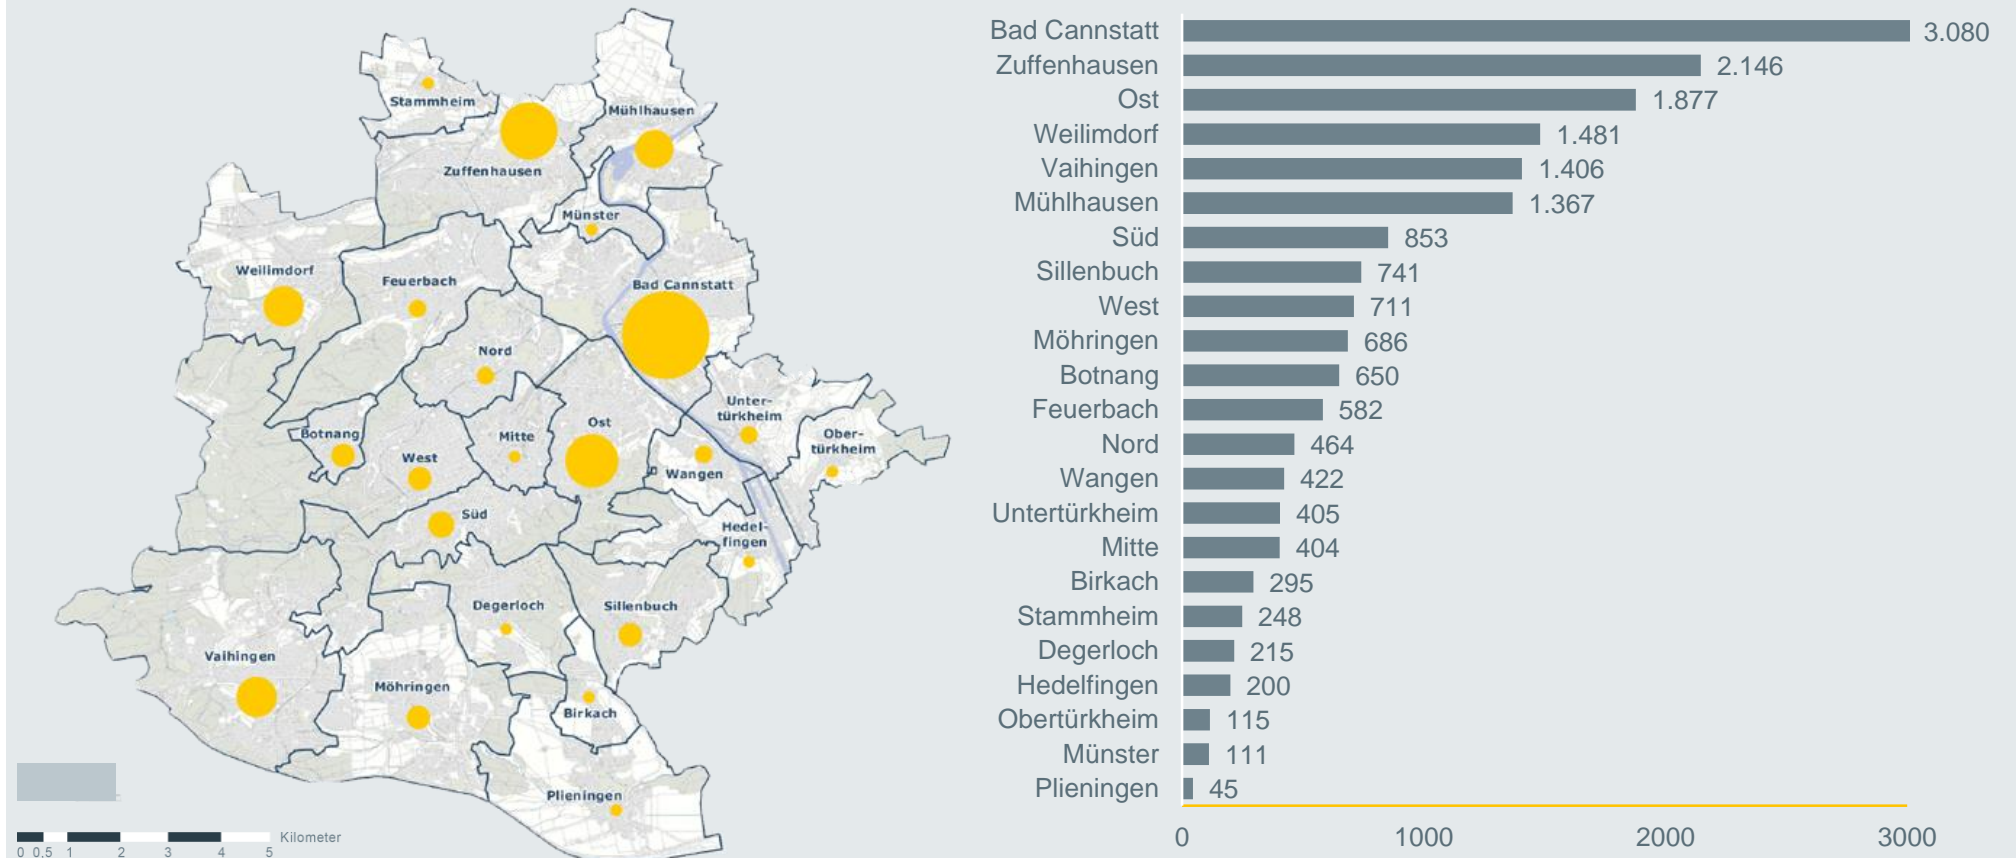 Stammheim
Mühlhausen
Zuffenhausen
Münster
Weilimdorf
Feuerbach
Bad Cannstatt
Nord
Unter-
türkheim
Ober-
türkheim
Botnang
Mitte
Ost
West
Wangen
Süd
Hedel-
fingen
Degerloch
Sillenbuch
Vaihingen
Möhringen
Birkach
Plieningen
Kilometer
0 0,5 1 2 3 4 5
Bad Cannstatt 3.080
Zuffenhausen 2.146
Ost 1.877
Weilimdorf 1.481
Vaihingen 1.406
Mühlhausen 1.367
Süd 853
Sillenbuch 741
West 711
Möhringen 686
Botnang 650
Feuerbach 582
Nord 464
Wangen 422
Untertürkheim 405
Mitte 404
Birkach 295
Stammheim 248
Degerloch 215
Hedelfingen 200
Obertürkheim 115
Münster 111
Plieningen 45
0 1000 2000 3000